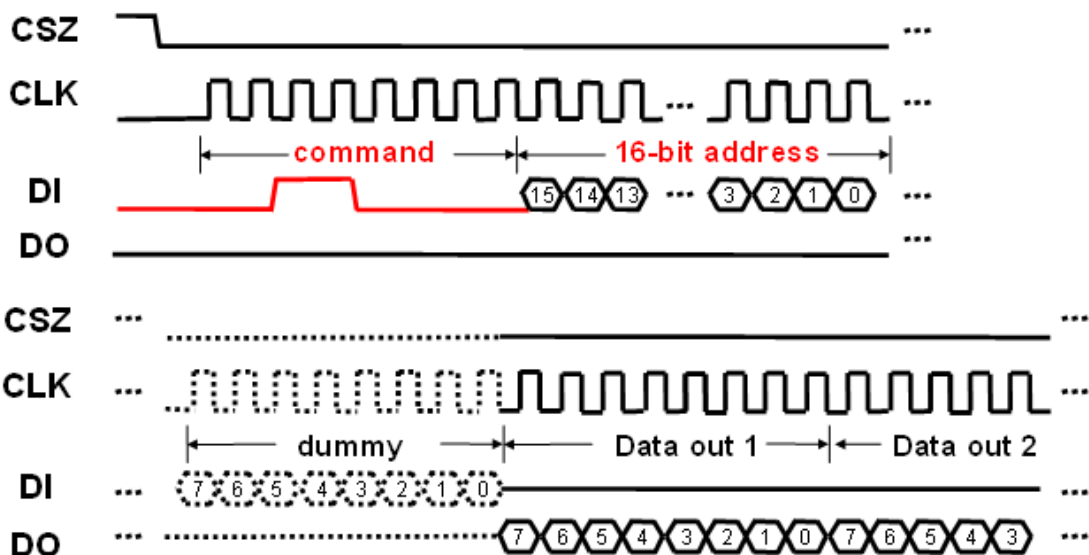 CSZ ...
CLK ... ...
command 16-bit address
DI 15 14 13 ... 3 2 1 0 ...
DO ...
CSZ ... ...
CLK ... ...
dummy Data out 1 Data out 2
DI ... 7 6 5 4 3 2 1 0 ...
DO ... 7 6 5 4 3 2 1 0 7 6 5 4 3 ...